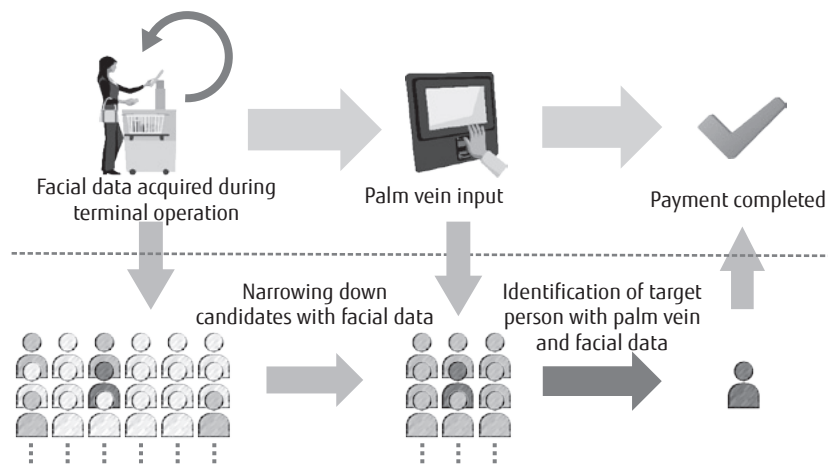 Facial data acquired during
terminal operation
Palm vein input
Payment completed
Narrowing down
candidates with facial data
Identification of target
person with palm vein
and facial data